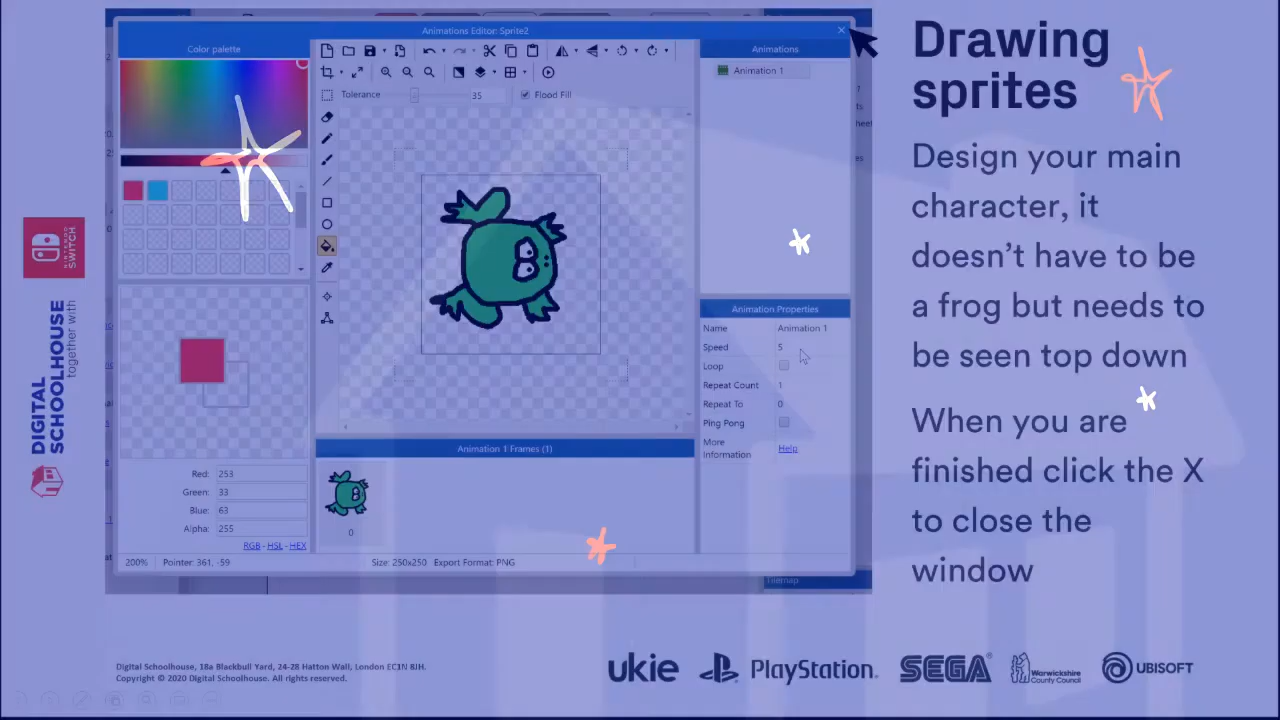 Animations Editor: Sprite2
Color palette
Animations
Animation 1
Tolerance
35
Flood Fill
Animation Properties
Name Animation 1
Speed 5
Loop
Repeat Count 1
Repeat To 0
Ping Pong
More
Information
Help
Animation 1 Frames (1)
0
Red: 253
Green: 33
Blue: 63
Alpha: 255
RGB - HSL - HEX
200% Pointer: 361, -59 Size: 250x250 Export Format: PNG
Tilemap
Drawing
sprites
Design your main
character, it
doesn’t have to be
a frog but needs to
be seen top down
When you are
finished click the X
to close the
window
NINTENDO
SWITCH
DIGITAL
SCHOOLHOUSE
together with
Digital Schoolhouse, 18a Blackbull Yard, 24-28 Hatton Wall, London EC1N 8JH.
Copyright © 2020 Digital Schoolhouse. All rights reserved.
ukie
PlayStation.
SEGA®
Warwickshire
County Council
UBISOFT